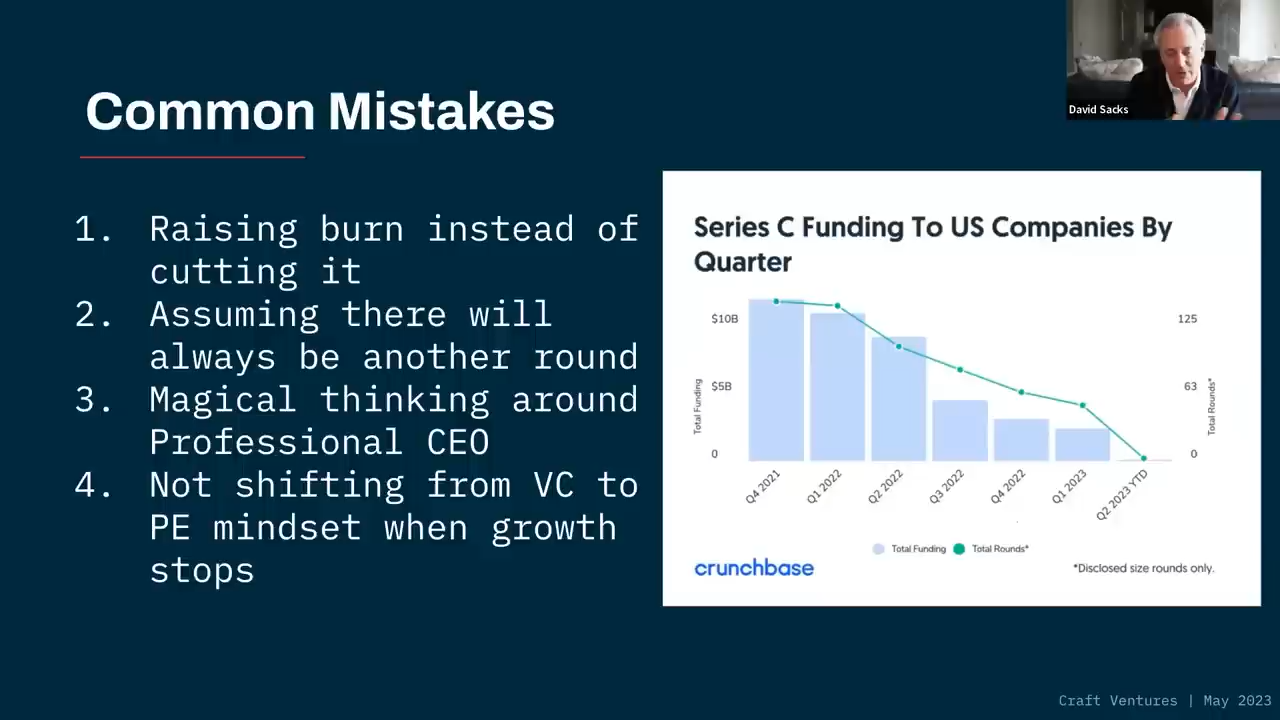 David Sacks
Common Mistakes
1. Raising burn instead of
cutting it
2. Assuming there will
always be another round
3. Magical thinking around
Professional CEO
4. Not shifting from VC to
PE mindset when growth
stops
Series C Funding To US Companies By
Quarter
$10B
$5B
0
Total Funding
125
63
0
Total Rounds*
Q4 2021
Q1 2022
Q2 2022
Q3 2022
Q4 2022
Q1 2023
Q2 2023 YTD
Total Funding
Total Rounds*
crunchbase
*Disclosed size rounds only.
Craft Ventures | May 2023